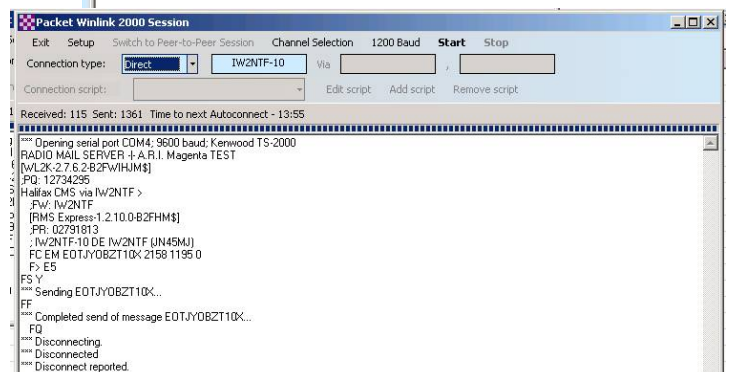 Packet Winlink 2000 Session
Exit Setup Switch to Peer-to-Peer Session Channel Selection 1200 Baud Start Stop
Connection type: Direct IW2NTF-10 Via ,
Connection script: Edit script Add script Remove script
Received: 115 Sent: 1361 Time to next Autoconnect - 13:55
*** Opening serial port COM4; 9600 baud; Kenwood TS-2000
RADIO MAIL SERVER -|- A.R.I. Magenta TEST
[WL2K-2.7.6.2-B2FWIHJM$]
;PQ: 12734295
Halifax CMS via IW2NTF >
;FW: IW2NTF
[RMS Express-1.2.10.0-B2FHM$]
;PR: 02791813
; IW2NTF-10 DE IW2NTF (JN45MJ)
FC EM EOTJYOBZT10X 2158 1195 0
F> E5
FS Y
*** Sending EOTJYOBZT10X...
FF
*** Completed send of message EOTJYOBZT10X...
FQ
*** Disconnecting.
*** Disconnected
*** Disconnect reported.